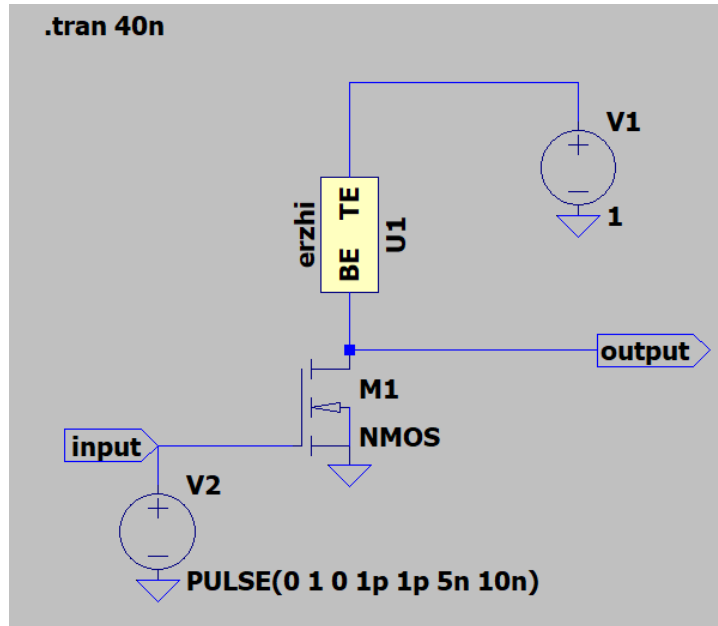 .tran 40n
V1
1
erzhi
TE
BE
U1
output
M1
NMOS
input
V2
PULSE(0 1 0 1p 1p 5n 10n)